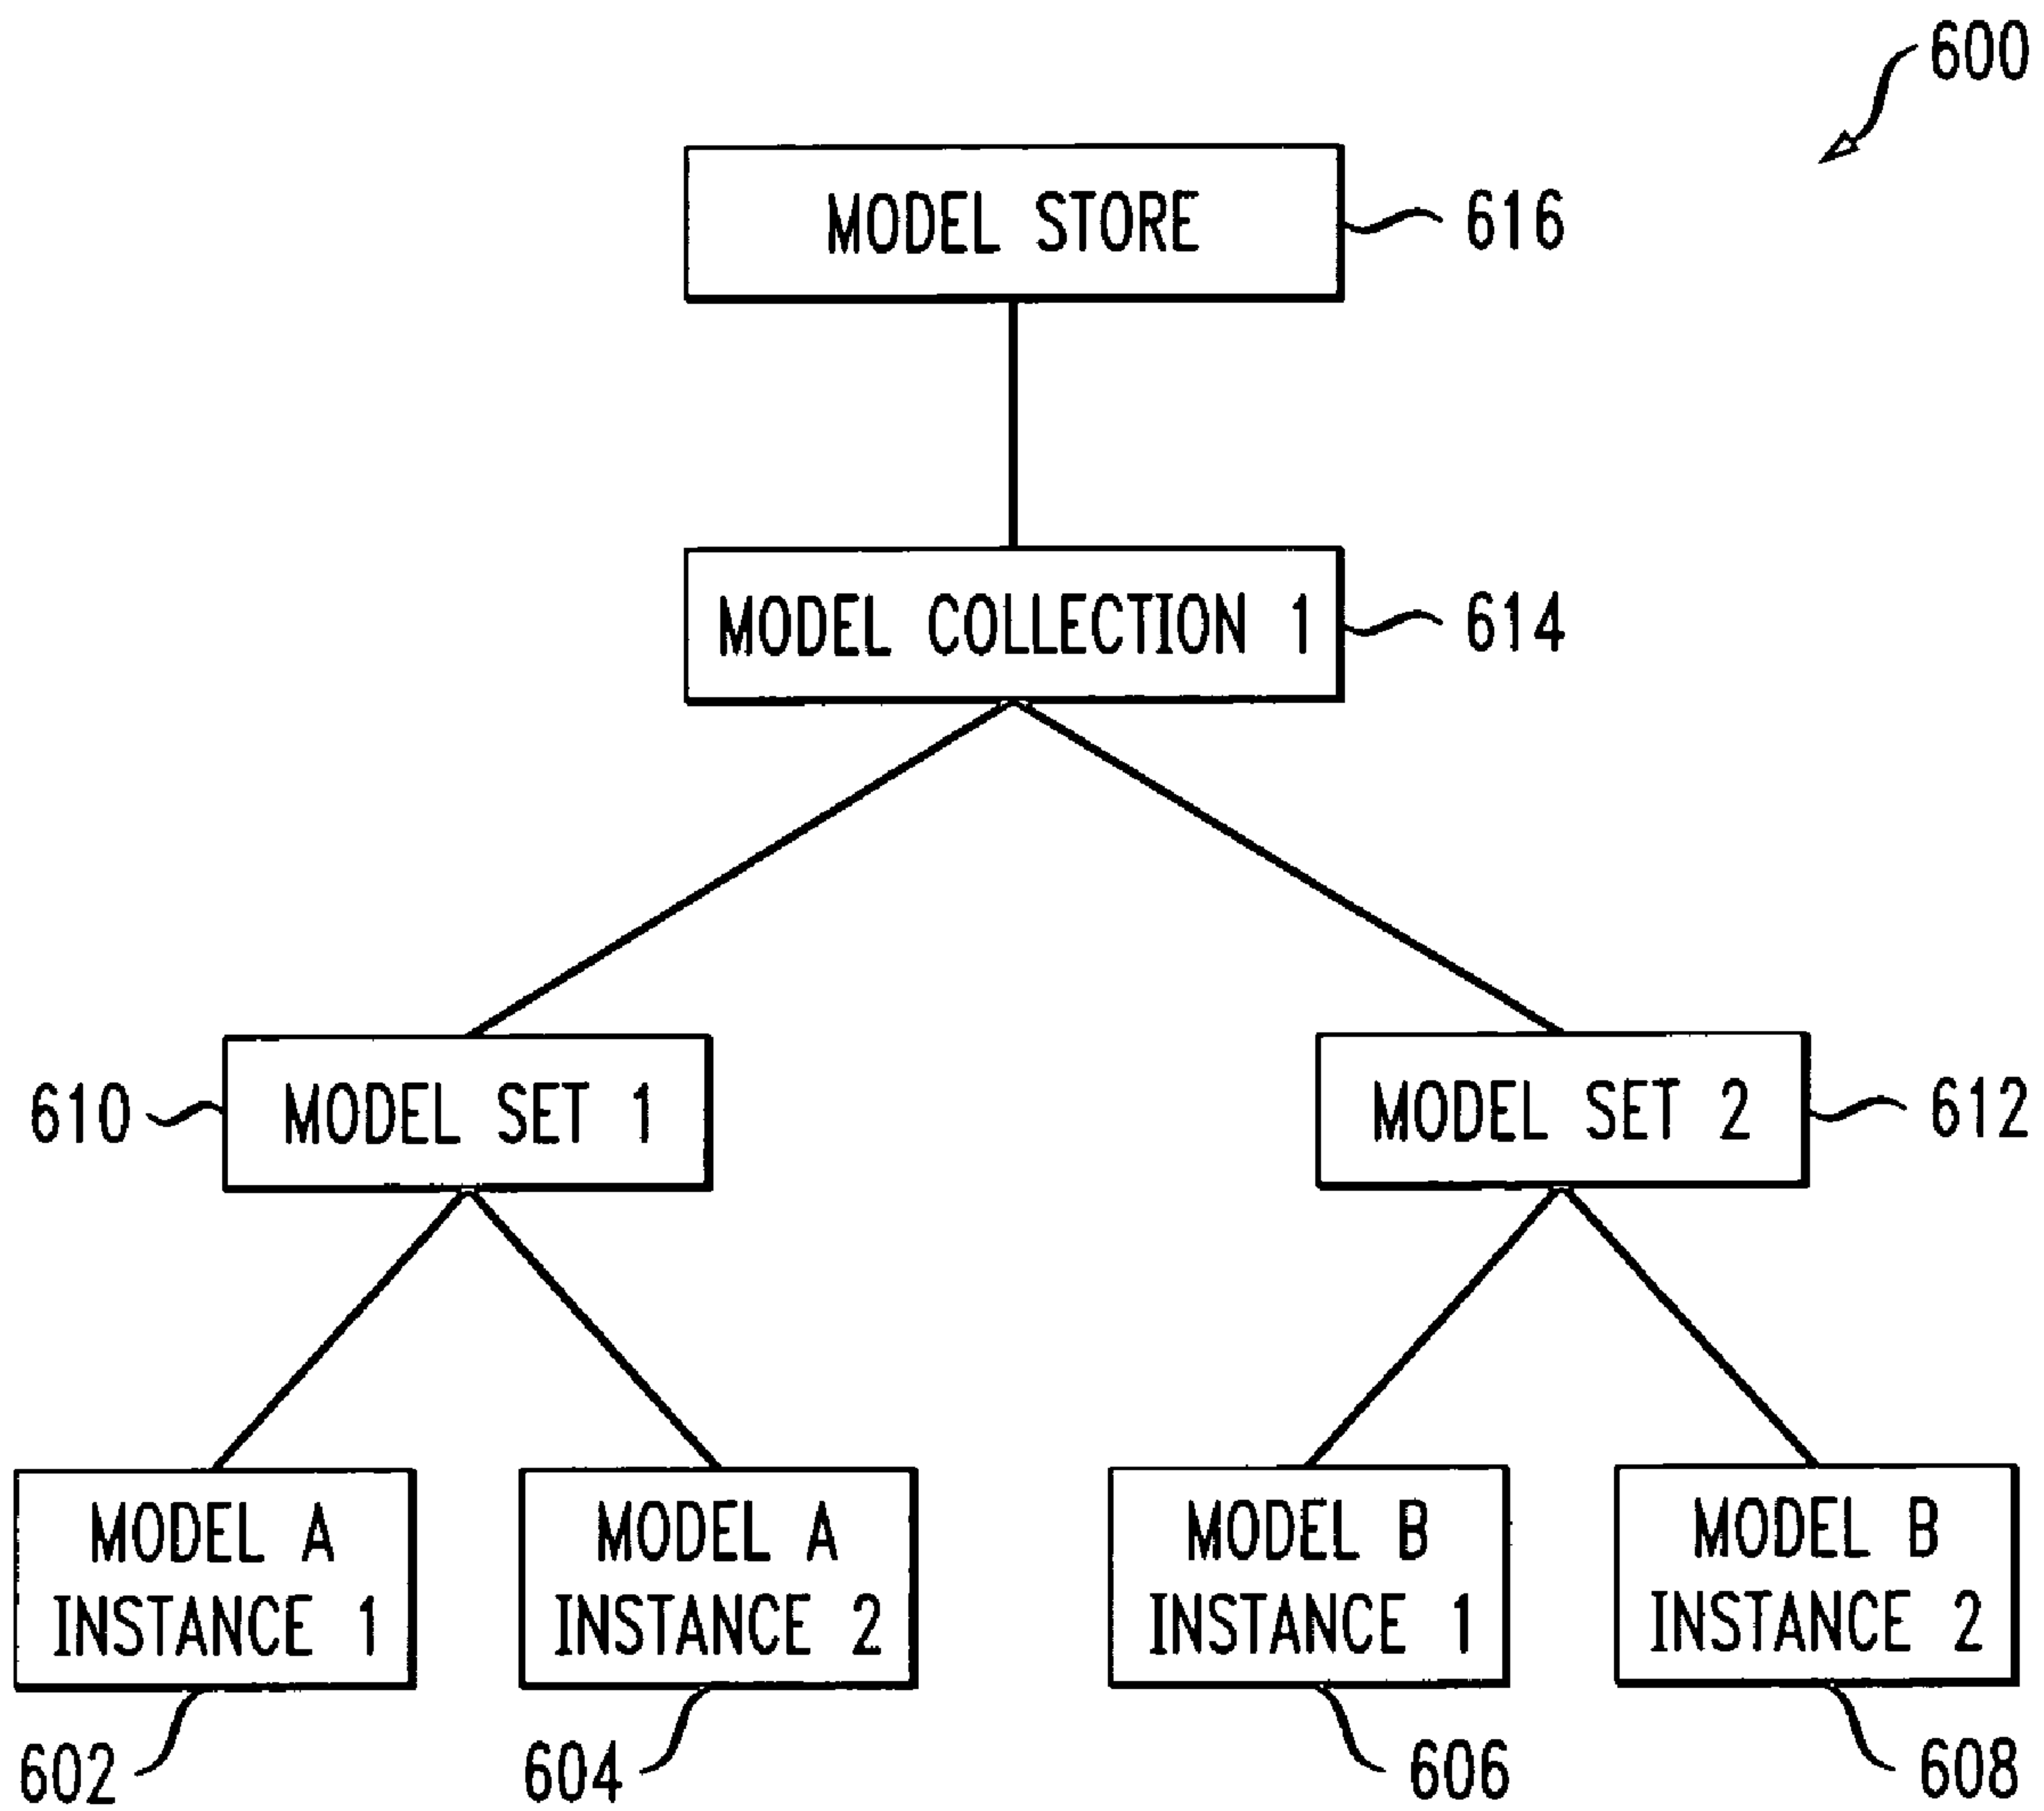 600
MODEL STORE
616
MODEL COLLECTION 1
614
610
MODEL SET 1
MODEL SET 2
612
MODEL A
INSTANCE 1
MODEL A
INSTANCE 2
MODEL B
INSTANCE 1
MODEL B
INSTANCE 2
602
604
606
608